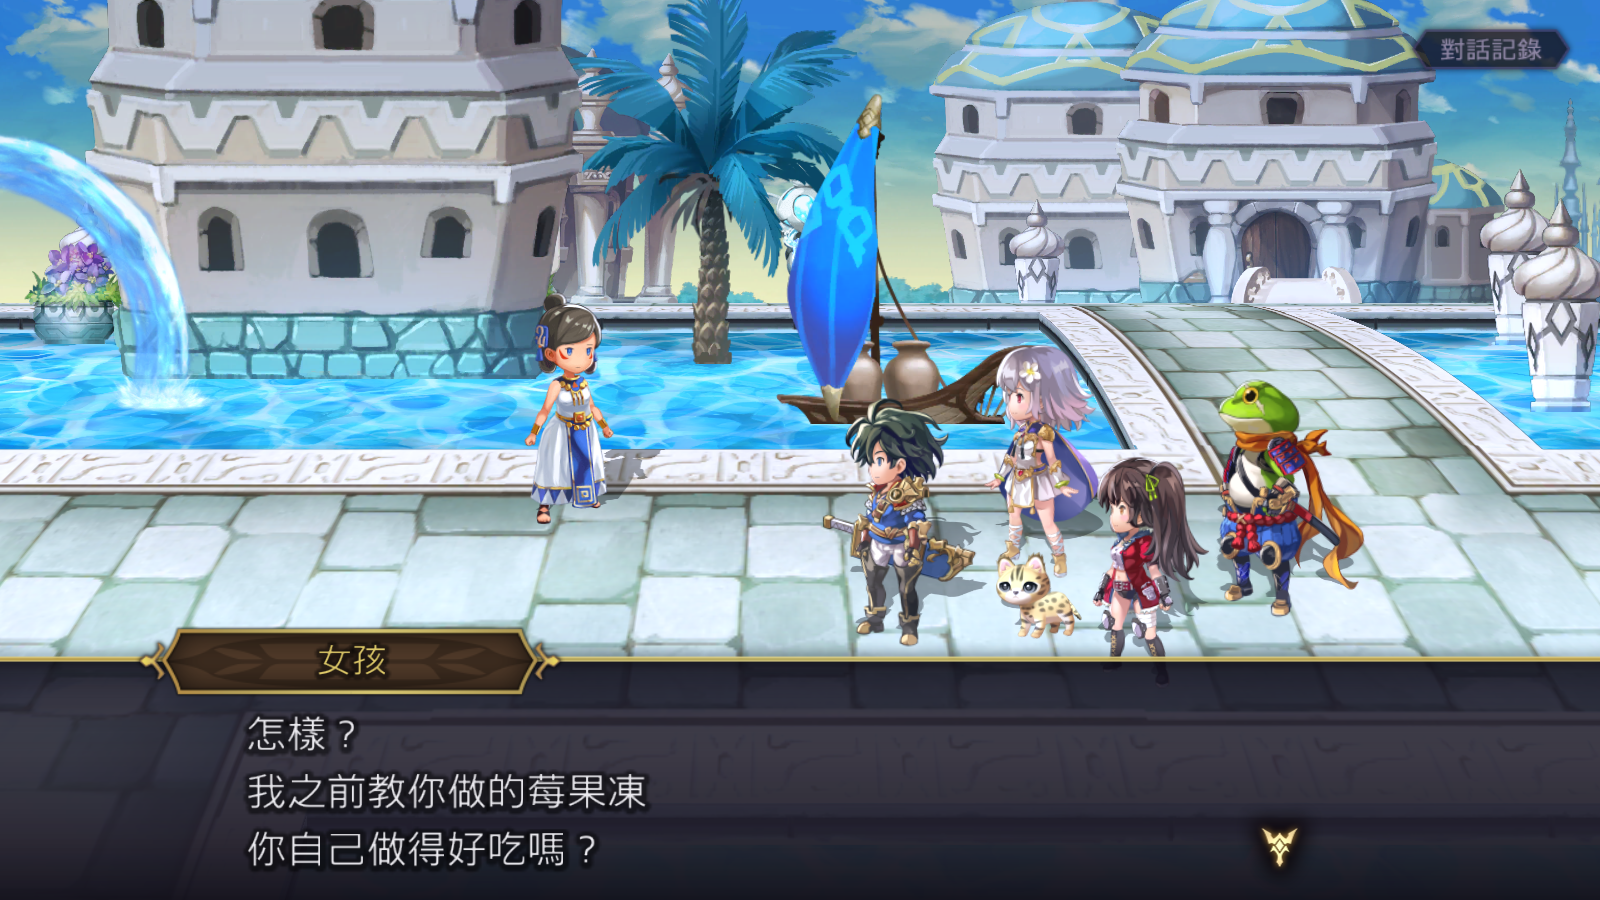 對話記錄
女孩
怎樣？
我之前教你做的莓果凍
你自己做得好吃嗎？